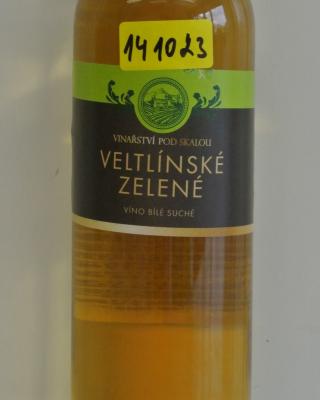 141023
VINAŘSTVÍ POD SKALOU
VELTLÍNSKÉ
ZELENÉ
VÍNO BÍLÉ SUCHÉ